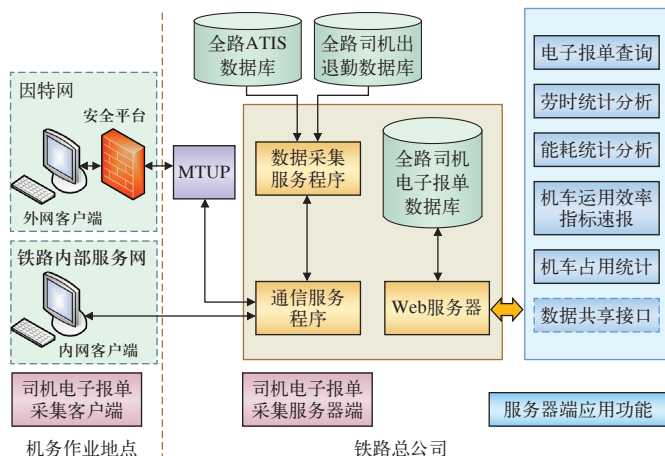 因特网
安全平台
外网客户端
铁路内部服务网
内网客户端
司机电子报单
采集客户端
机务作业地点
MTUP
全路ATIS
数据库
全路司机出
退勤数据库
数据采集
服务程序
全路司机
电子报单
数据库
通信服务
程序
Web服务器
司机电子报单
采集服务器端
铁路总公司
电子报单查询
劳时统计分析
能耗统计分析
机车运用效率
指标速报
机车占用统计
数据共享接口
服务器端应用功能